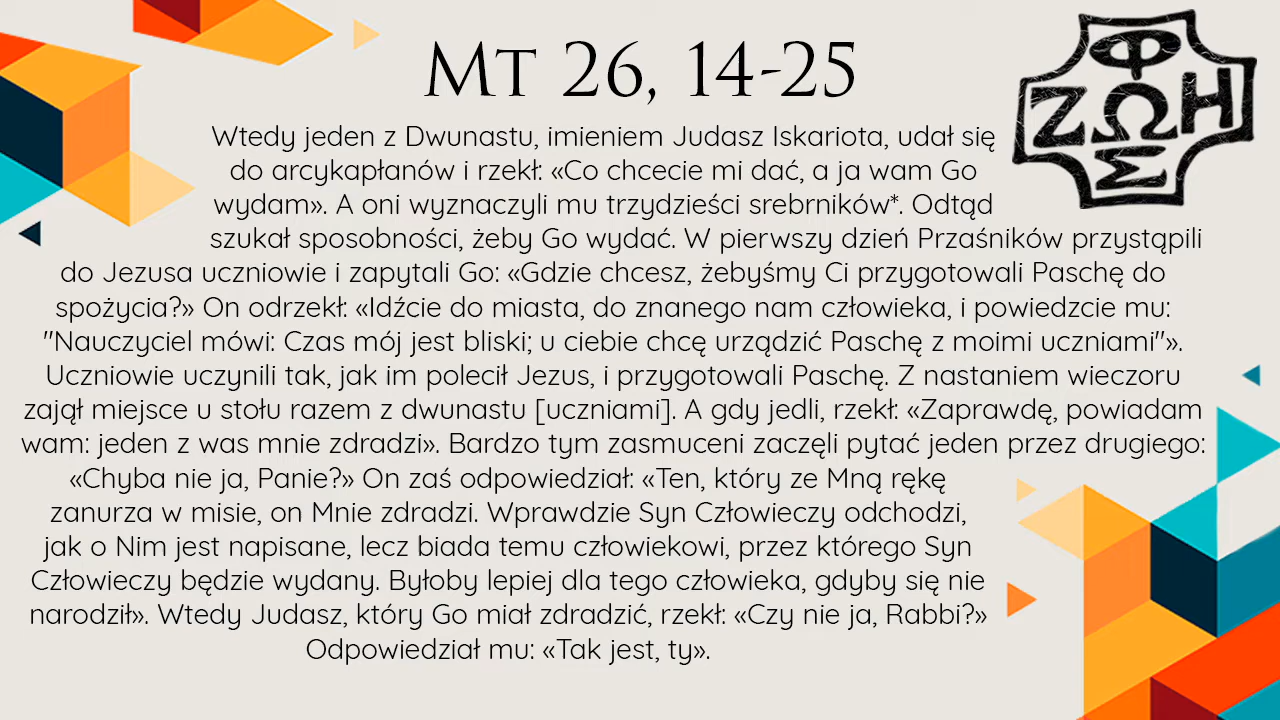 Mt 26, 14-25
Φ
ΖΩΗ
Σ
Wtedy jeden z Dwunastu, imieniem Judasz Iskariota, udał się
do arcykapłanów i rzekł: «Co chcecie mi dać, a ja wam Go
wydam». A oni wyznaczyli mu trzydzieści srebrników*. Odtąd
szukał sposobności, żeby Go wydać. W pierwszy dzień Przaśników przystąpili
do Jezusa uczniowie i zapytali Go: «Gdzie chcesz, żebyśmy Ci przygotowali Paschę do
spożycia?» On odrzekł: «Idźcie do miasta, do znanego nam człowieka, i powiedzcie mu:
"Nauczyciel mówi: Czas mój jest bliski; u ciebie chcę urządzić Paschę z moimi uczniami"».
Uczniowie uczynili tak, jak im polecił Jezus, i przygotowali Paschę. Z nastaniem wieczoru
zajął miejsce u stołu razem z dwunastu [uczniami]. A gdy jedli, rzekł: «Zaprawdę, powiadam
wam: jeden z was mnie zdradzi». Bardzo tym zasmuceni zaczęli pytać jeden przez drugiego:
«Chyba nie ja, Panie?» On zaś odpowiedział: «Ten, który ze Mną rękę
zanurza w misie, on Mnie zdradzi. Wprawdzie Syn Człowieczy odchodzi,
jak o Nim jest napisane, lecz biada temu człowiekowi, przez którego Syn
Człowieczy będzie wydany. Byłoby lepiej dla tego człowieka, gdyby się nie
narodził». Wtedy Judasz, który Go miał zdradzić, rzekł: «Czy nie ja, Rabbi?»
Odpowiedział mu: «Tak jest, ty».